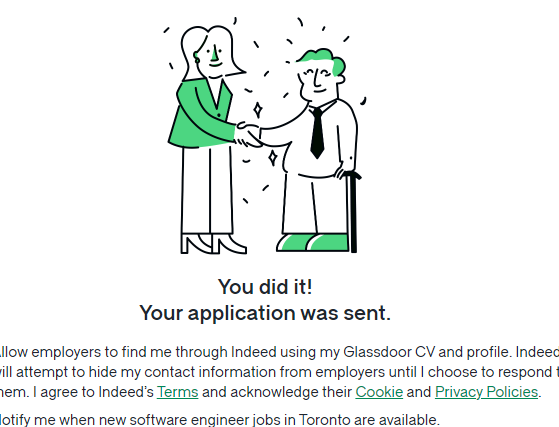 You did it!
Your application was sent.
llow employers to find me through Indeed using my Glassdoor CV and profile. Indeed
ill attempt to hide my contact information from employers until I choose to respond t
hem. I agree to Indeed's Terms and acknowledge their Cookie and Privacy Policies.
otify me when new software engineer jobs in Toronto are available.